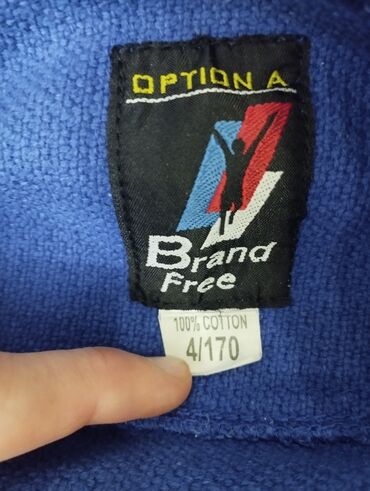 OPTION A
Brand
Free
100% COTTON
4/170